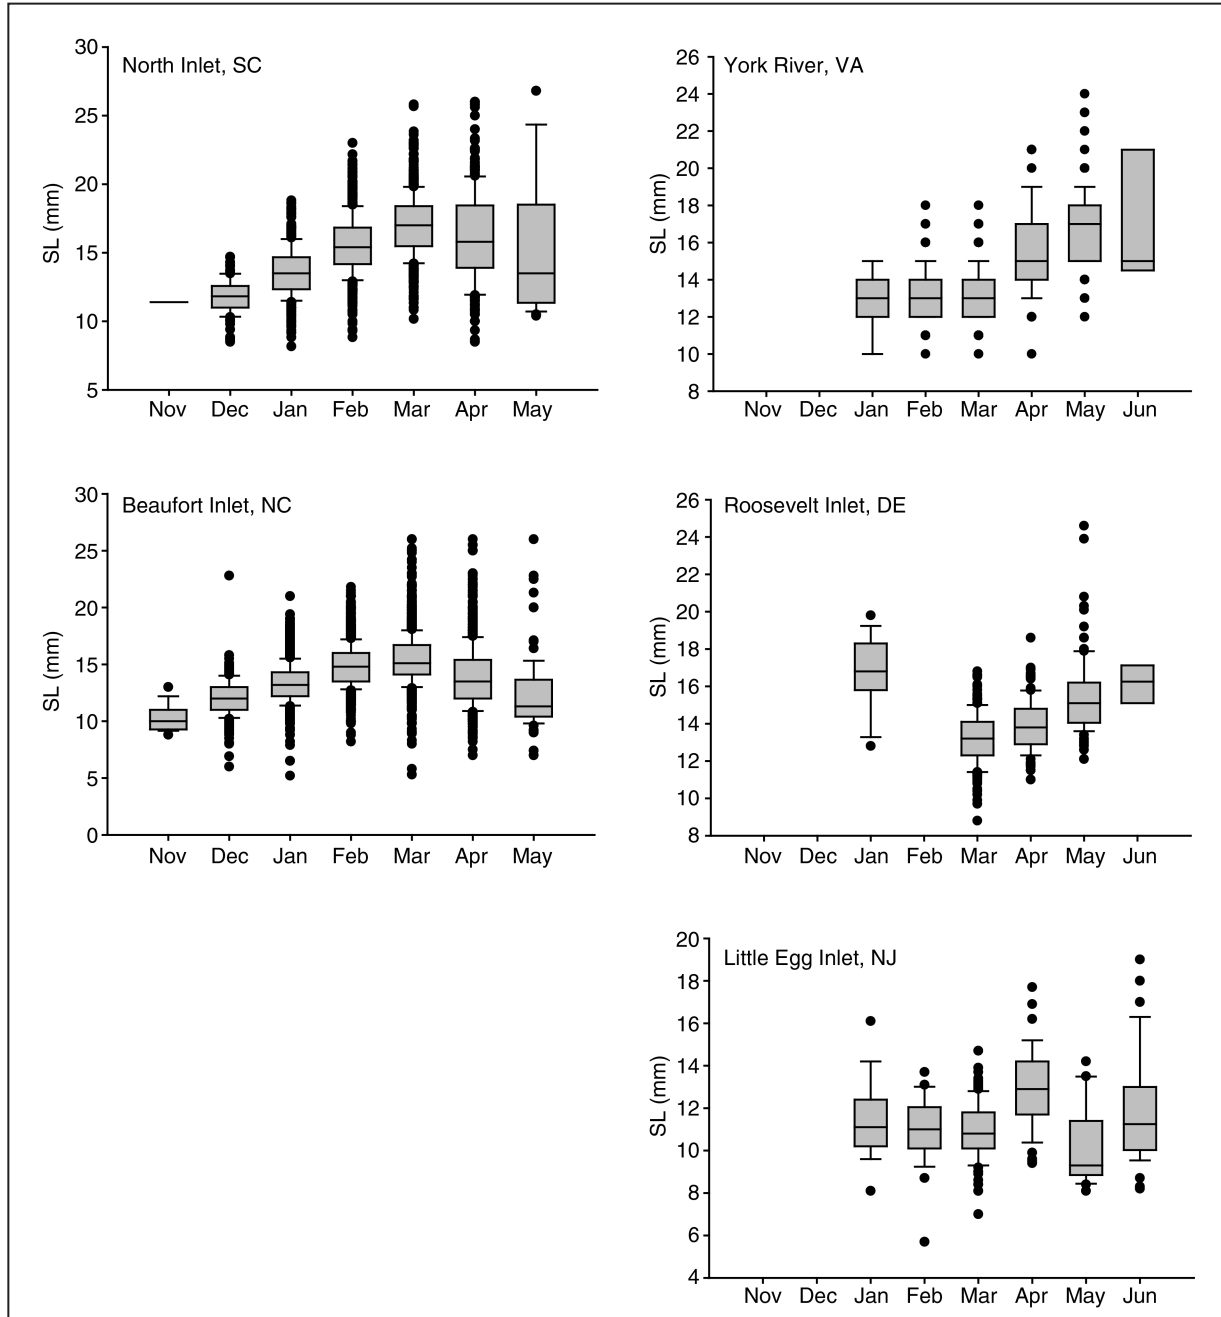 North Inlet, SC
SL (mm)
30
25
20
15
10
5
Nov Dec Jan Feb Mar Apr May
York River, VA
SL (mm)
26
24
22
20
18
16
14
12
10
8
Nov Dec Jan Feb Mar Apr May Jun
Beaufort Inlet, NC
SL (mm)
30
25
20
15
10
5
0
Nov Dec Jan Feb Mar Apr May
Roosevelt Inlet, DE
SL (mm)
26
24
22
20
18
16
14
12
10
8
Nov Dec Jan Feb Mar Apr May Jun
Little Egg Inlet, NJ
SL (mm)
20
18
16
14
12
10
8
6
4
Nov Dec Jan Feb Mar Apr May Jun